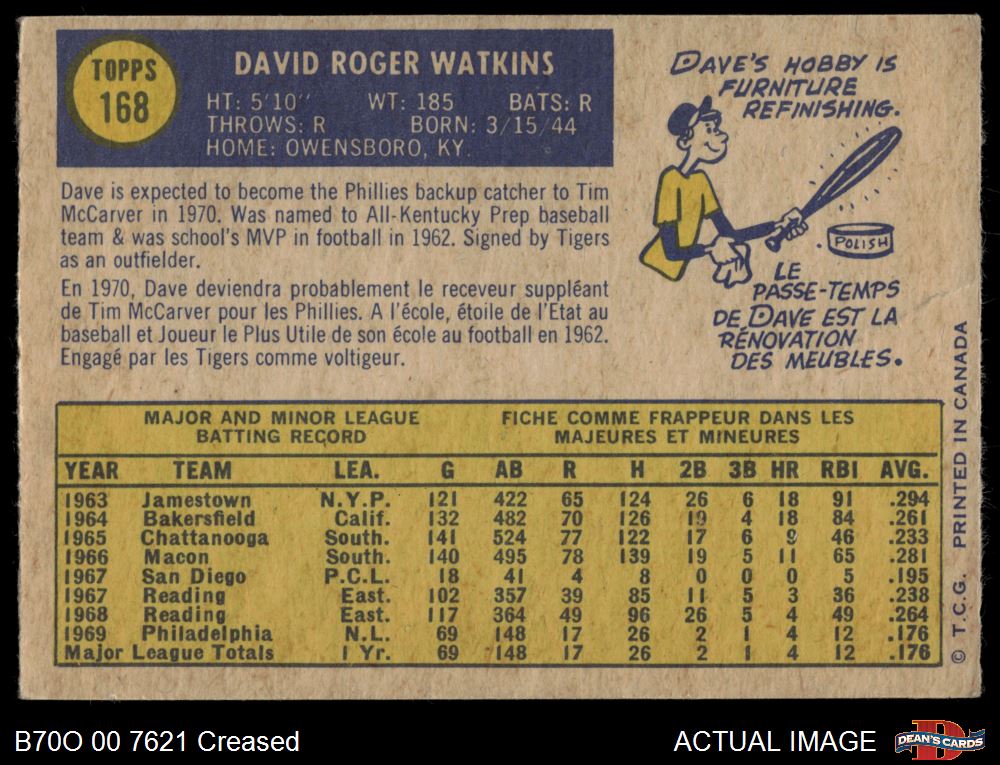 TOPPS
168
DAVID ROGER WATKINS
HT: 5'10" WT: 185 BATS: R
THROWS: R BORN: 3/15/44
HOME: OWENSBORO, KY.
Dave is expected to become the Phillies backup catcher to Tim
McCarver in 1970. Was named to All-Kentucky Prep baseball
team & was school's MVP in football in 1962. Signed by Tigers
as an outfielder.
En 1970, Dave deviendra probablement le receveur suppléant
de Tim McCarver pour les Phillies. A l'école, étoile de l'Etat au
baseball et Joueur le Plus Utile de son école au football en 1962.
Engagé par les Tigers comme voltigeur.
DAVE'S HOBBY IS
FURNITURE
REFINISHING.
POLISH
LE
PASSE-TEMPS
DE DAVE EST LA
RÉNOVATION
DES MEUBLES.
MAJOR AND MINOR LEAGUE
BATTING RECORD
FICHE COMME FRAPPEUR DANS LES
MAJEURES ET MINEURES
YEAR TEAM LEA. G AB R H 2B 3B HR RBI AVG.
1963 Jamestown N.Y.P. 121 422 65 124 26 6 18 91 .294
1964 Bakersfield Calif. 132 482 70 126 19 4 18 84 .261
1965 Chattanooga South. 141 524 77 122 17 6 9 46 .233
1966 Macon South. 140 495 78 139 19 5 11 65 .281
1967 San Diego P.C.L. 18 41 4 8 0 0 0 5 .195
1967 Reading East. 102 357 39 85 11 5 3 36 .238
1968 Reading East. 117 364 49 96 26 5 4 49 .264
1969 Philadelphia N.L. 69 148 17 26 2 1 4 12 .176
Major League Totals 1 Yr. 69 148 17 26 2 1 4 12 .176
© T.C.G. PRINTED IN CANADA
B70O 00 7621 Creased
ACTUAL IMAGE
D
DEAN'S CARDS